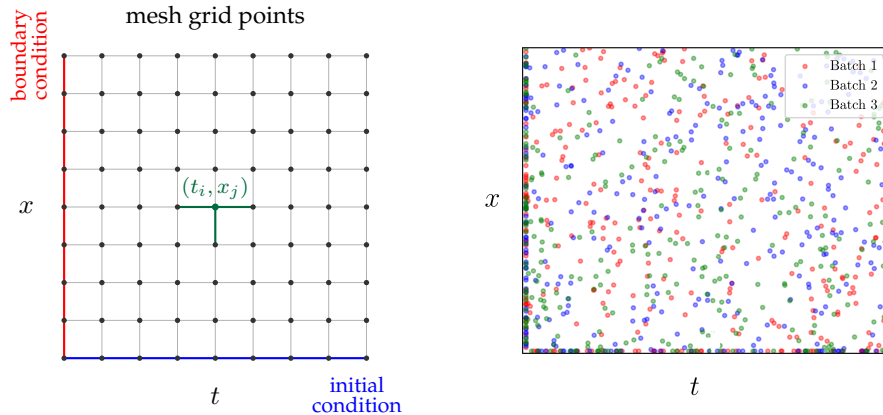 mesh grid points
boundary
condition
(t_i, x_j)
x
t
initial
condition
Batch 1
Batch 2
Batch 3
x
t